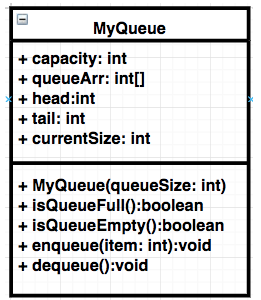 MyQueue
+ capacity: int
+ queueArr: int[]
+ head:int
+ tail: int
+ currentSize: int
+ MyQueue(queueSize: int)
+ isQueueFull():boolean
+ isQueueEmpty():boolean
+ enqueue(item: int):void
+ dequeue():void